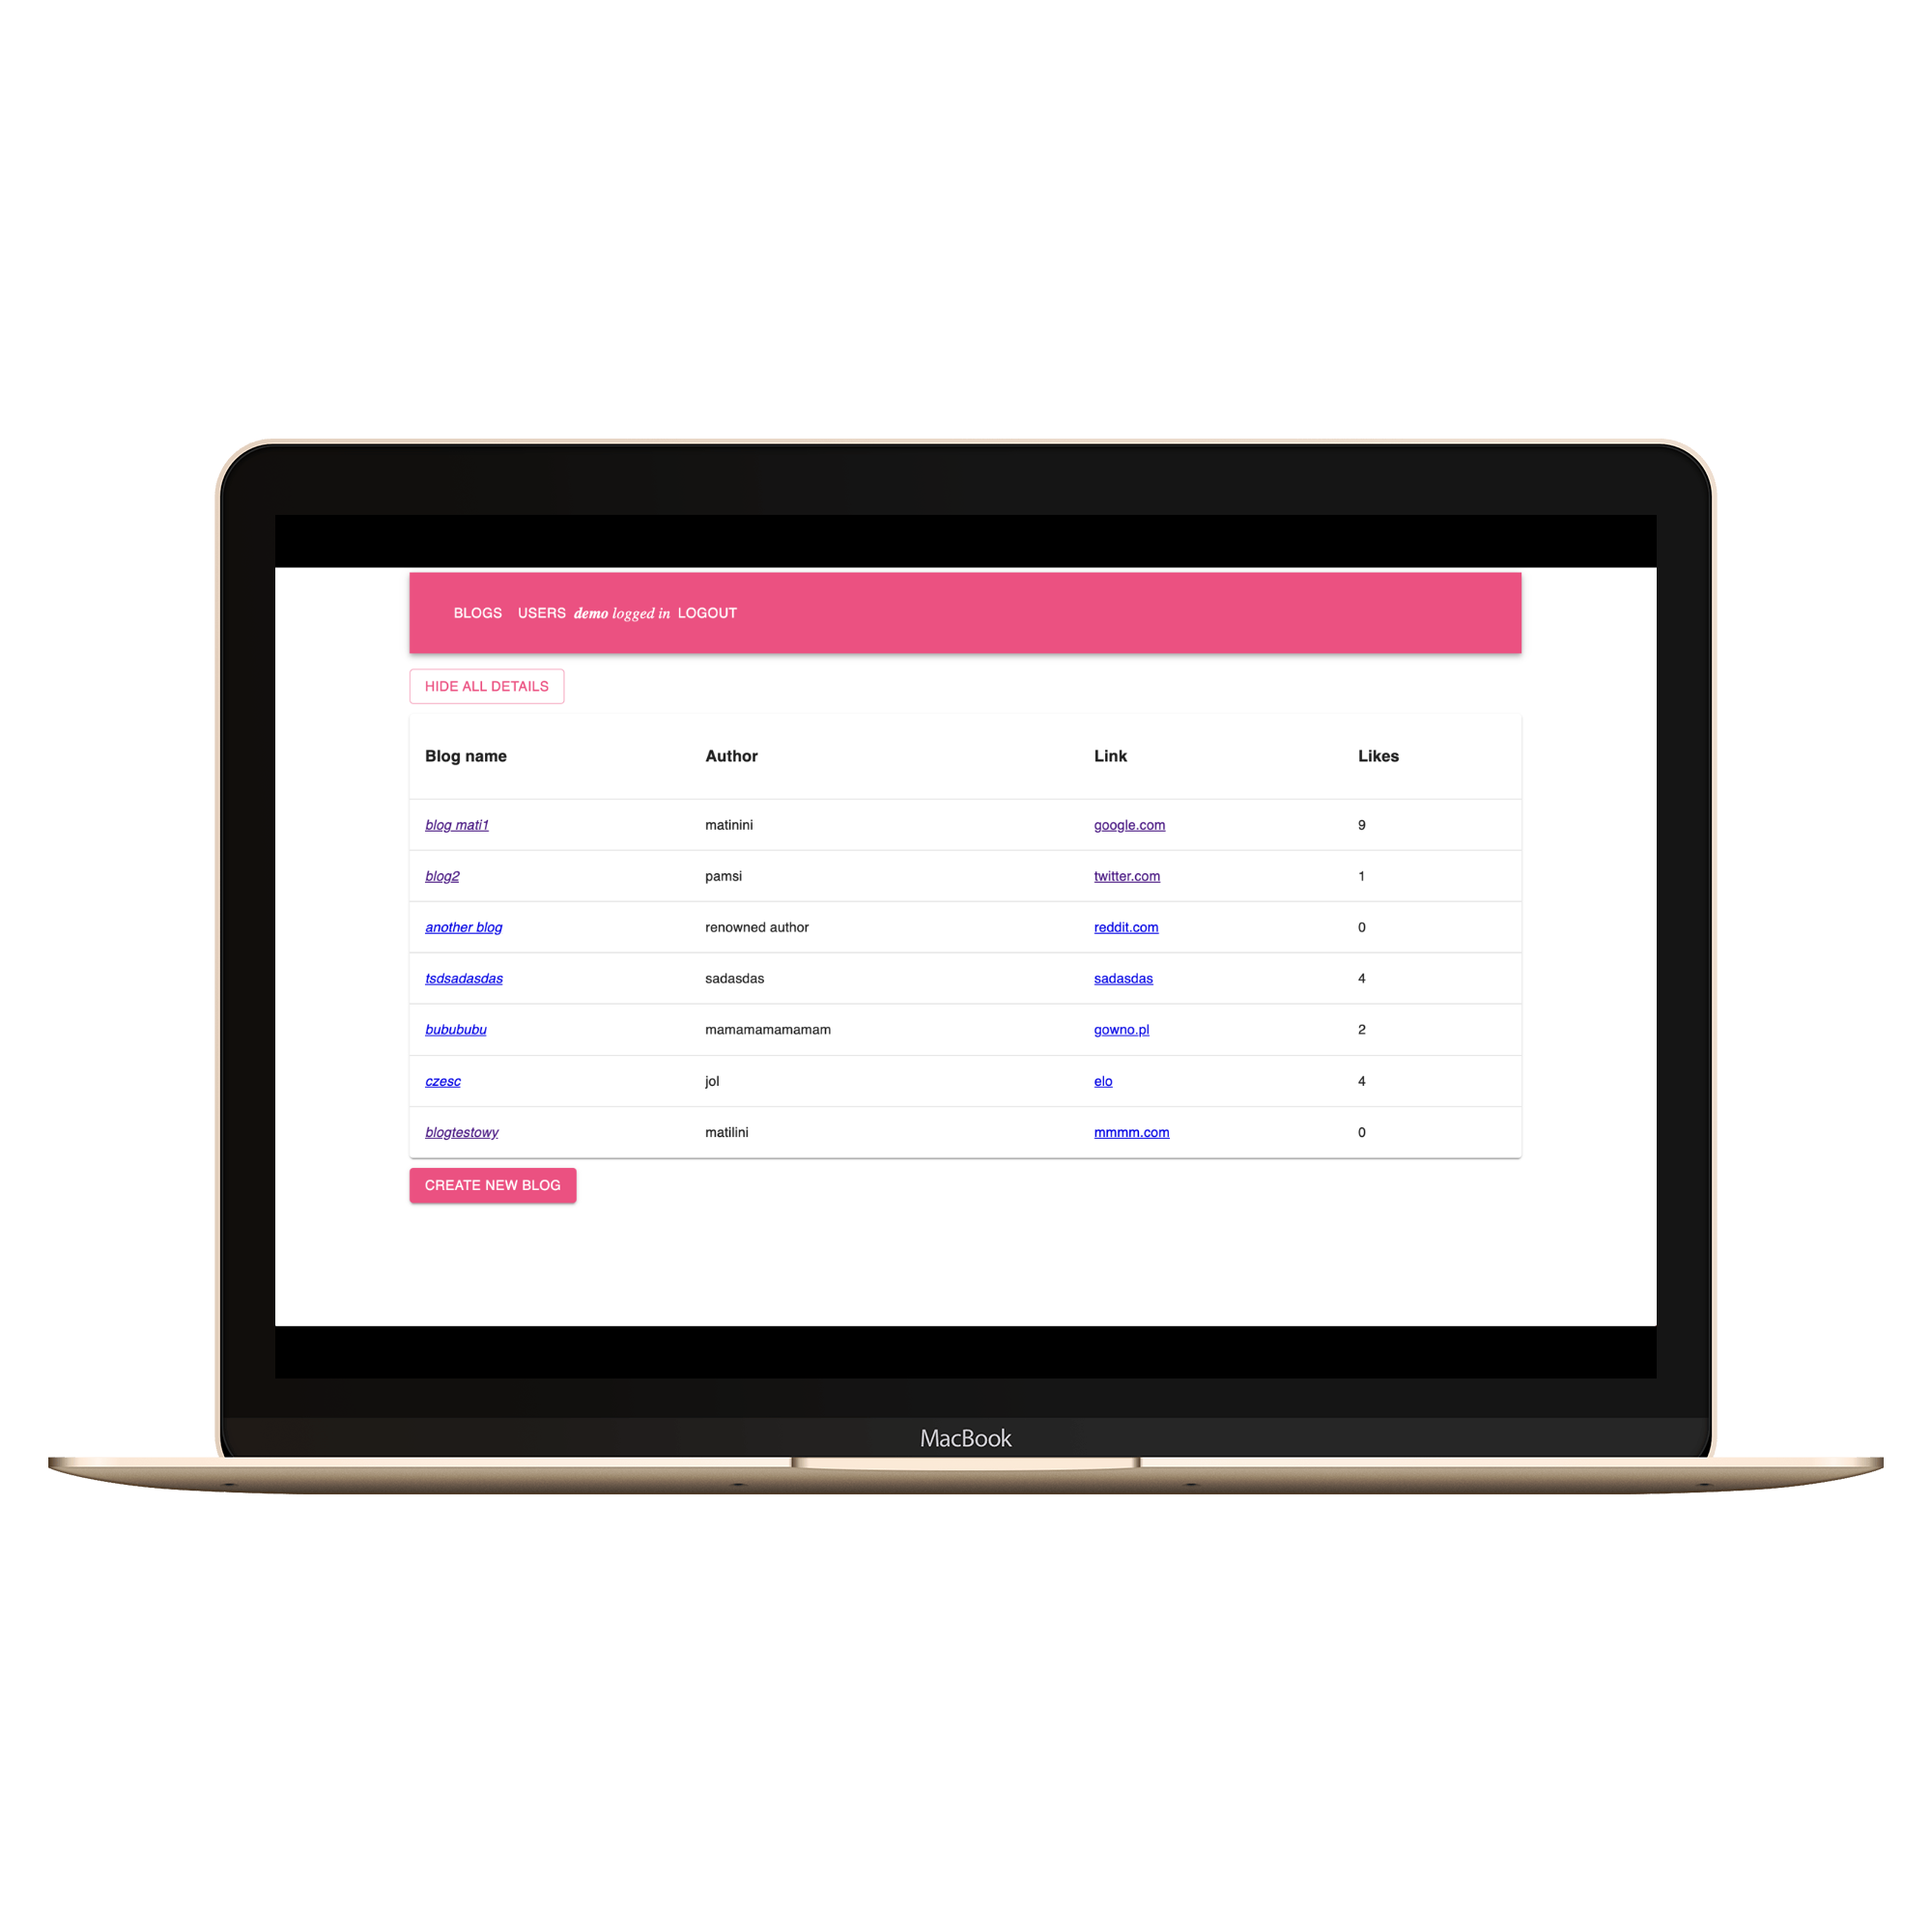 BLOGS USERS demo logged in LOGOUT
HIDE ALL DETAILS
Blog name Author Link Likes
blog mati1 matinini google.com 9
blog2 pamsi twitter.com 1
another blog renowned author reddit.com 0
tsdsadasdas sadasdas sadasdas 4
bubububu mamamamamamam gowno.pl 2
czesc jol elo 4
blogtestowy matilini mmmm.com 0
CREATE NEW BLOG
MacBook